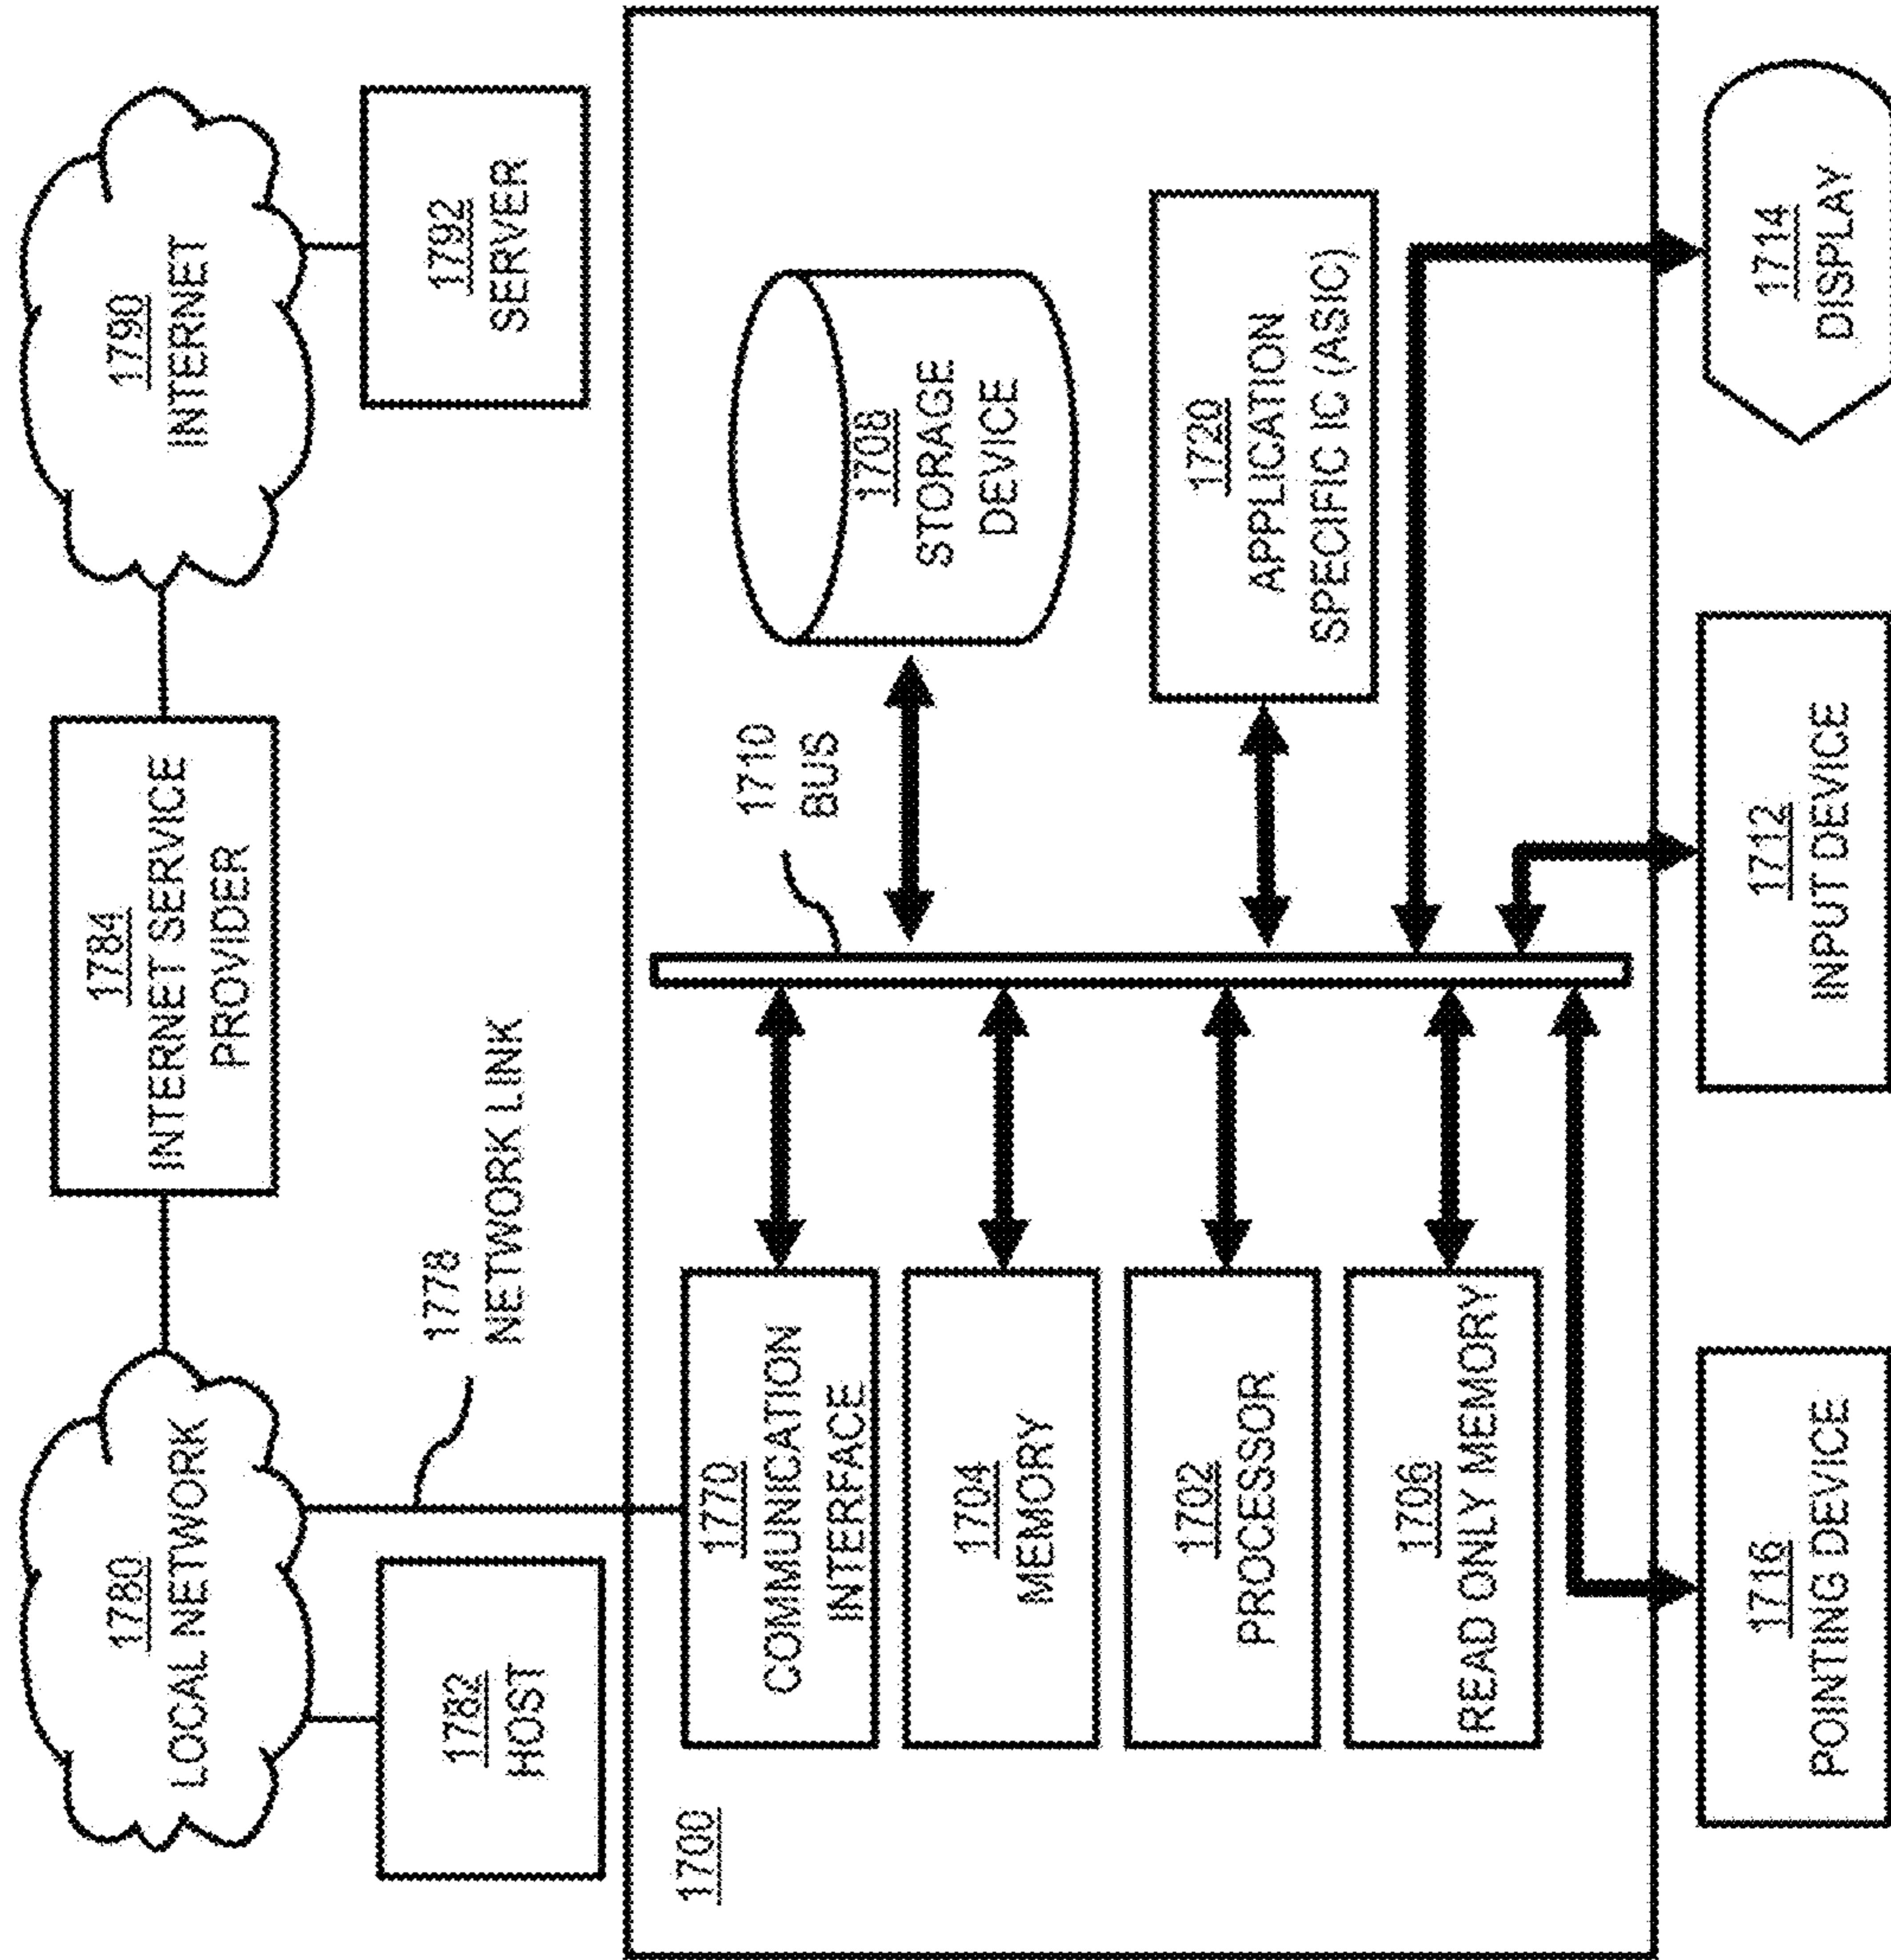 1780
LOCAL NETWORK
1784
INTERNET SERVICE
PROVIDER
1790
INTERNET
1782
HOST
1778
NETWORK LINK
1792
SERVER
1700
1770
COMMUNICATION
INTERFACE
1710
BUS
1708
STORAGE
DEVICE
1704
MEMORY
1702
PROCESSOR
1720
APPLICATION
SPECIFIC IC (ASIC)
1706
READ ONLY MEMORY
1716
POINTING DEVICE
1712
INPUT DEVICE
1714
DISPLAY